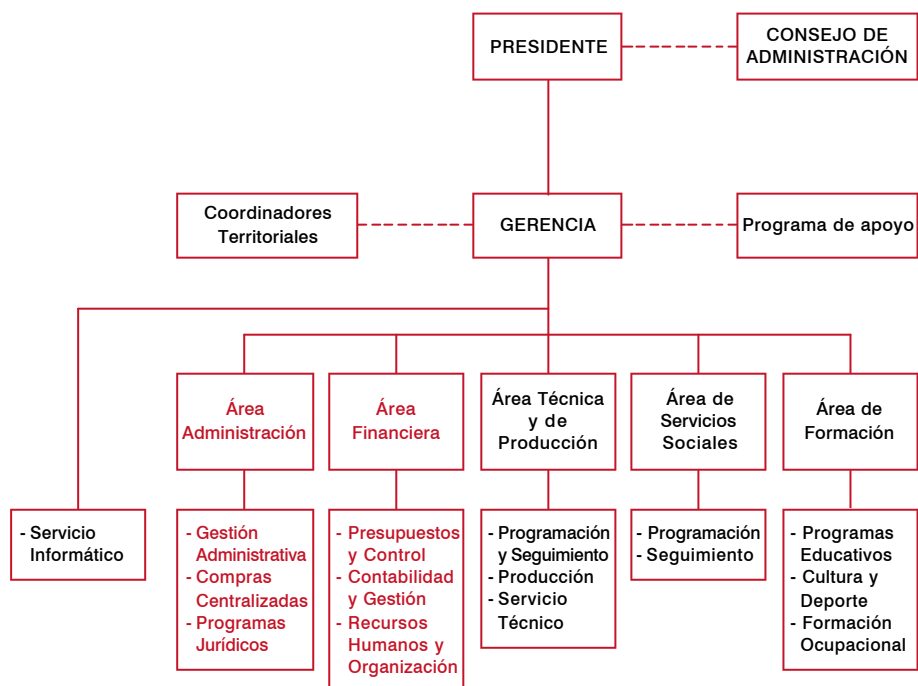 PRESIDENTE
CONSEJO DE
ADMINISTRACIÓN
Coordinadores
Territoriales
GERENCIA
Programa de apoyo
Área
Administración
Área
Financiera
Área Técnica
y de
Producción
Área de
Servicios
Sociales
Área de
Formación
- Servicio
Informático
- Gestión
Administrativa
- Compras
Centralizadas
- Programas
Jurídicos
- Presupuestos
y Control
- Contabilidad
y Gestión
- Recursos
Humanos y
Organización
- Programación
y Seguimiento
- Producción
- Servicio
Técnico
- Programación
- Seguimiento
- Programas
Educativos
- Cultura y
Deporte
- Formación
Ocupacional